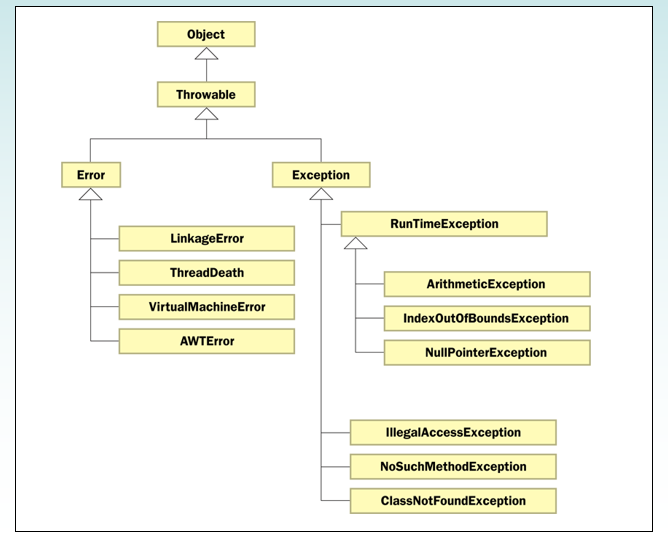 Object
Throwable
Error
Exception
RunTimeException
LinkageError
ThreadDeath
VirtualMachineError
AWTError
ArithmeticException
IndexOutOfBoundsException
NullPointerException
IllegalAccessException
NoSuchMethodException
ClassNotFoundException